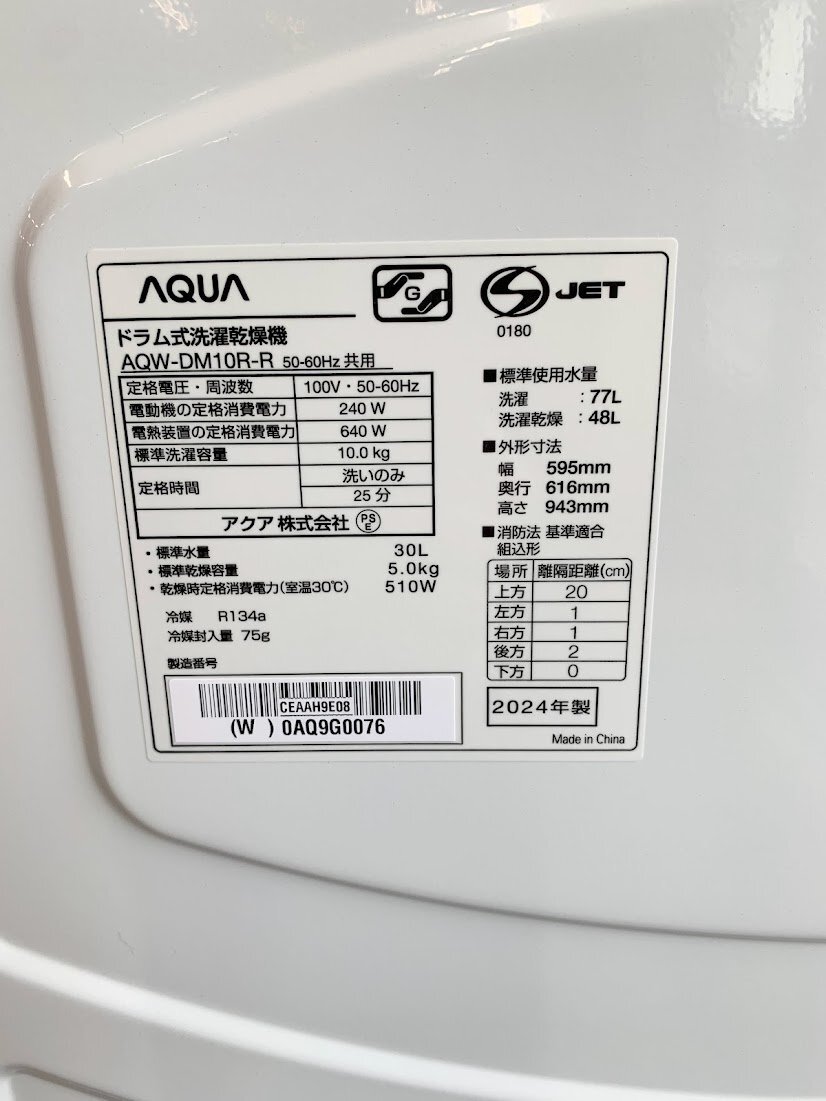 AQUA
G
S JET
0180
ドラム式洗濯乾燥機
AQW-DM10R-R 50-60Hz 共用
定格電圧・周波数 100V・50-60Hz
電動機の定格消費電力 240 W
電熱装置の定格消費電力 640 W
標準洗濯容量 10.0 kg
定格時間 洗いのみ
25 分
アクア株式会社 PSE
・標準水量 30L
・標準乾燥容量 5.0kg
・乾燥時定格消費電力(室温30℃) 510W
冷媒 R134a
冷媒封入量 75g
製造番号
CEAAH9E08
(W ) 0AQ9G0076
■標準使用水量
洗濯 :77L
洗濯乾燥 :48L
■外形寸法
幅 595mm
奥行 616mm
高さ 943mm
■消防法 基準適合
組込形
場所 離隔距離(cm)
上方 20
左方 1
右方 1
後方 2
下方 0
2024年製
Made in China